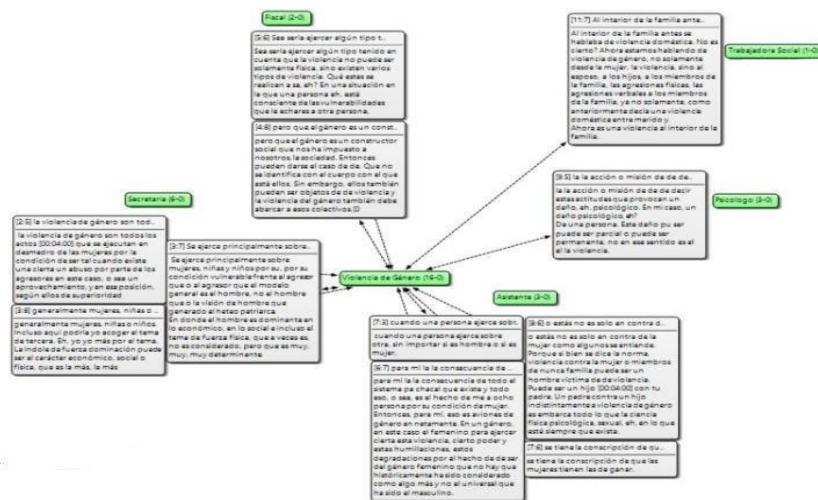 Fiscal (2-0)
[5:6] Sea sería ejercer algún tipo t...
Sea sería ejercer algún tipo tenido en
cuenta que la violencia no puede ser
solamente física, sino existen varios
tipos de violencia. Qué estas se
realicen a sea, eh? En una situación en
la que una persona eh, está
consciente de las vulnerabilidades
que le echares a otra persona,
[4:6] pero que el género es un const...
pero que el género es un constructor
social que nos ha impuesto a
nosotros, la sociedad. Entonces
pueden darse el caso de de. Que no
se identifica con el cuerpo con el que
está ellos. Sin embargo, ellos también
pueden ser objetos de de violencia y
la violencia del género también debe
abarcar a esos colectivos.
[11:7] Al interior de la familia ante...
Al interior de la familia antes se
hablaba de violencia doméstica. No es
cierto? Ahora estamos hablando de
violencia de género, no solamente
desde la mujer, la violencia, sino al
esposo, a los hijos, a los miembros de
la familia, las agresiones físicas, las
agresiones verbales a los miembros
de la familia, ya no solamente, como
anteriormente decía una violencia
doméstica entre marido y.
Ahora es una violencia al interior de la
familia.
Trabajadora Social (1-0)
Secretaria (6-0)
[2:5] la violencia de género son tod...
la violencia de género son todos los
actos [00:04:00] que se ejecutan en
desmedro de las mujeres por la
condición de ser tal cuando existe
una cierta un abuso por parte de los
agresores en este caso, o sea un
aprovechamiento, ya en esa posición,
según ellos de superioridad
[3:8] generalmente mujeres, niñas o ...
generalmente mujeres, niñas o niños.
Incluso aquí podría yo acoger el tema
de tercera. Eh, yo yo más por el tema.
La índole de fuerza dominación puede
ser el carácter económico, social o
física, que es la más, la más
[3:7] Se ejerce principalmente sobre...
Se ejerce principalmente sobre
mujeres, niñas y niños por su, por su
condición vulnerable frente al agresor
que o al agresor que el modelo
general es el hombre, no el hombre
que o la visión de hombre que
generado el hetero patriarca.
En donde el hombre es dominante en
lo económico, en lo social e incluso el
tema de fuerza física, que a veces es,
no es considerado, pero que es muy,
muy, muy determinante.
Violencia de Género (16-0)
[9:5] la la acción o misión de de de...
la la acción o misión de de de decir
estas actitudes que provocan un
daño, eh, psicológico. En mi caso, un
daño psicológico, eh?
De una persona. Este daño pu ser
puede ser parcial o puede ser
permanente, no en ese sentido es el
el la violencia.
Psicologo (3-0)
Asistente (3-0)
[7:3] cuando una persona ejerce sobr...
cuando una persona ejerce sobre
otra, sin importar si es hombre o si es
mujer.
[6:7] para mí la la consecuencia de ...
para mí la la consecuencia de todo el
sistema que existe y todo
eso, o sea, es el hecho de
persona por su condición de mujer.
Entonces, para mí, eso es
género en netamente. En un género,
en este caso el femenino para ejercer
cierta esta violencia, cierto poder y
estas humillaciones, estos
degradaciones por el hecho de de ser
del género femenino que no hay que
históricamente ha sido considerado
como algo más y no el universal que
ha sido el masculino.
[8:6] o estás no es solo en contra d...
o estás no es solo en contra de la
mujer como algunos se entiende.
Porque si bien se dice la norma,
violencia contra la mujer o miembros
de nunca familia puede ser un
hombre víctima de de violencia.
Puede ser un hijo [00:04:00] con tu
padre. Un padre contra un hijo
indistintamente a violencia de género
es embarca todo lo que la ciencia
física psicológica, sexual, eh, en lo que
esté siempre que exista.
[7:6] se tiene la conscripción de qu...
se tiene la conscripción de que las
mujeres tienen las de ganar.